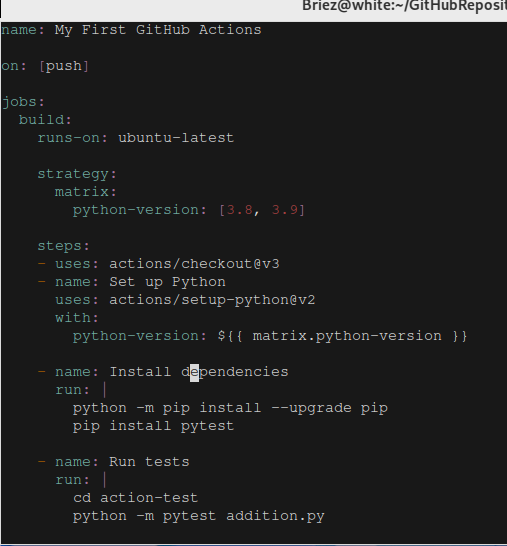 Briez@white:~/GitHubReposit
name: My First GitHub Actions
on: [push]
jobs:
  build:
    runs-on: ubuntu-latest
    strategy:
      matrix:
        python-version: [3.8, 3.9]
    steps:
    - uses: actions/checkout@v3
    - name: Set up Python
      uses: actions/setup-python@v2
      with:
        python-version: ${{ matrix.python-version }}
    - name: Install dependencies
      run: |
        python -m pip install --upgrade pip
        pip install pytest
    - name: Run tests
      run: |
        cd action-test
        python -m pytest addition.py